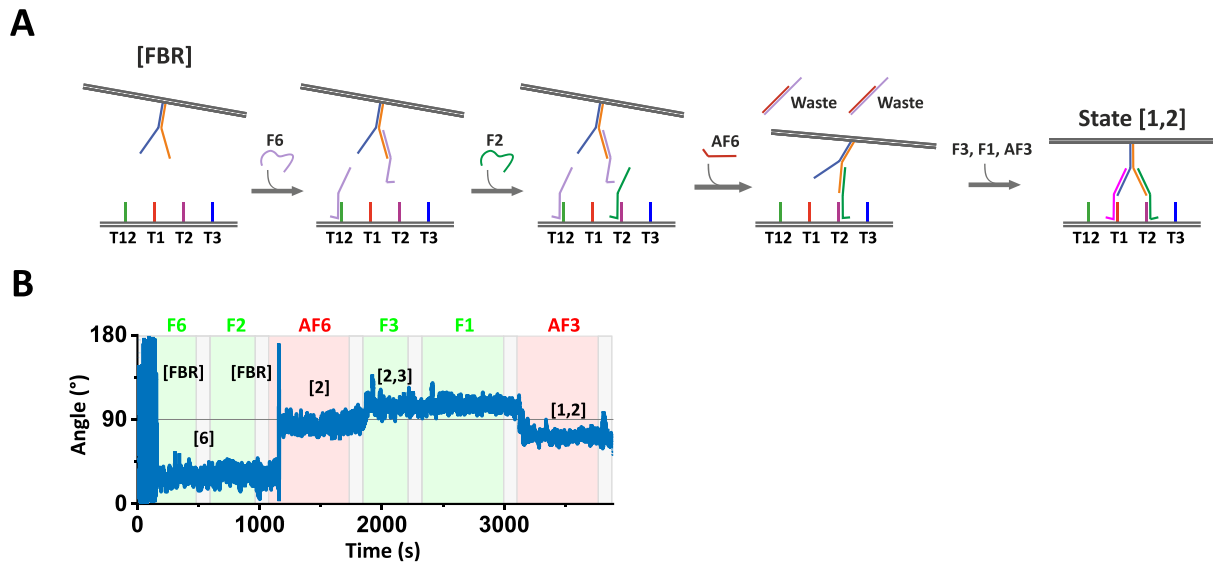 A
[FBR]
F6
F2
Waste
Waste
AF6
F3, F1, AF3
State [1,2]
T12 T1 T2 T3
T12 T1 T2 T3
T12 T1 T2 T3
T12 T1 T2 T3
T12 T1 T2 T3
B
F6 F2 AF6 F3 F1 AF3
180
90
0
Angle (°)
[FBR] [FBR] [2] [2,3] [1,2]
[6]
0 1000 2000 3000
Time (s)